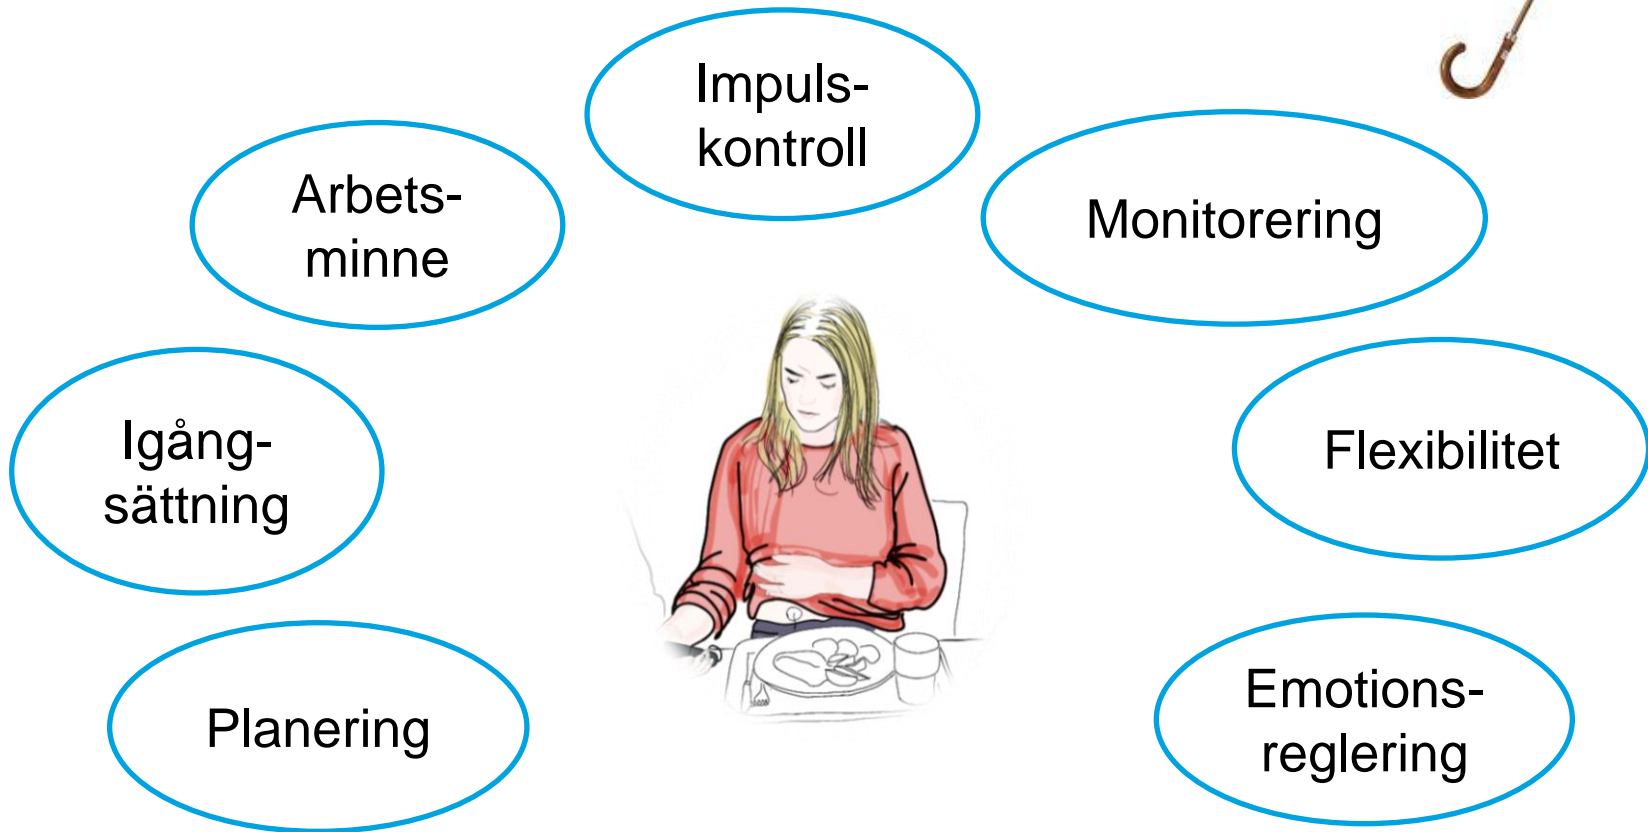 Impuls-
kontroll
Arbets-
minne
Monitorering
Igång-
sättning
Flexibilitet
Planering
Emotions-
reglering